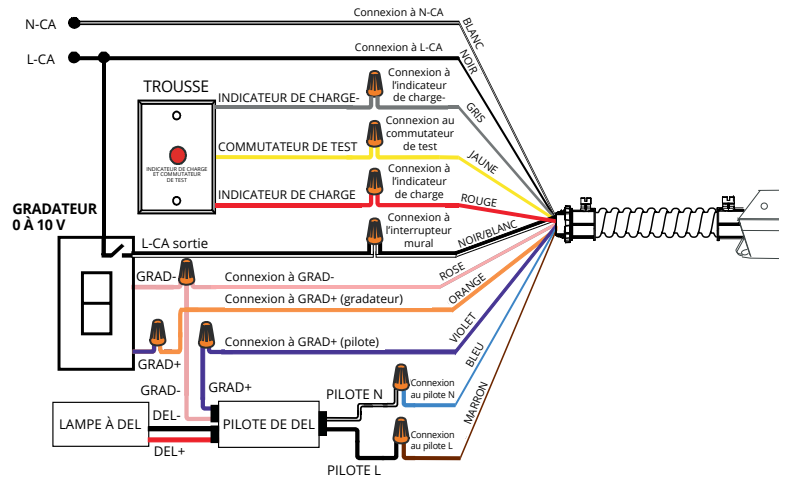 N-CA
Connexion à N-CA
BLANC
L-CA
Connexion à L-CA
NOIR
TROUSSE
INDICATEUR DE CHARGE
ET COMMUTATEUR
DE TEST
INDICATEUR DE CHARGE-
Connexion à
l'indicateur
de charge-
GRIS
COMMUTATEUR DE TEST
Connexion au
commutateur
de test
JAUNE
INDICATEUR DE CHARGE
Connexion à
l'indicateur
de charge
ROUGE
GRADATEUR
0 À 10 V
L-CA sortie
Connexion à
l'interrupteur
mural
NOIR/BLANC
GRAD-
Connexion à GRAD-
ROSE
Connexion à GRAD+ (gradateur)
ORANGE
GRAD+
Connexion à GRAD+ (pilote)
VIOLET
GRAD-
GRAD+
PILOTE N
Connexion
au pilote N
BLEU
LAMPE À DEL
DEL-
DEL+
PILOTE DE DEL
PILOTE L
Connexion
au pilote L
MARRON